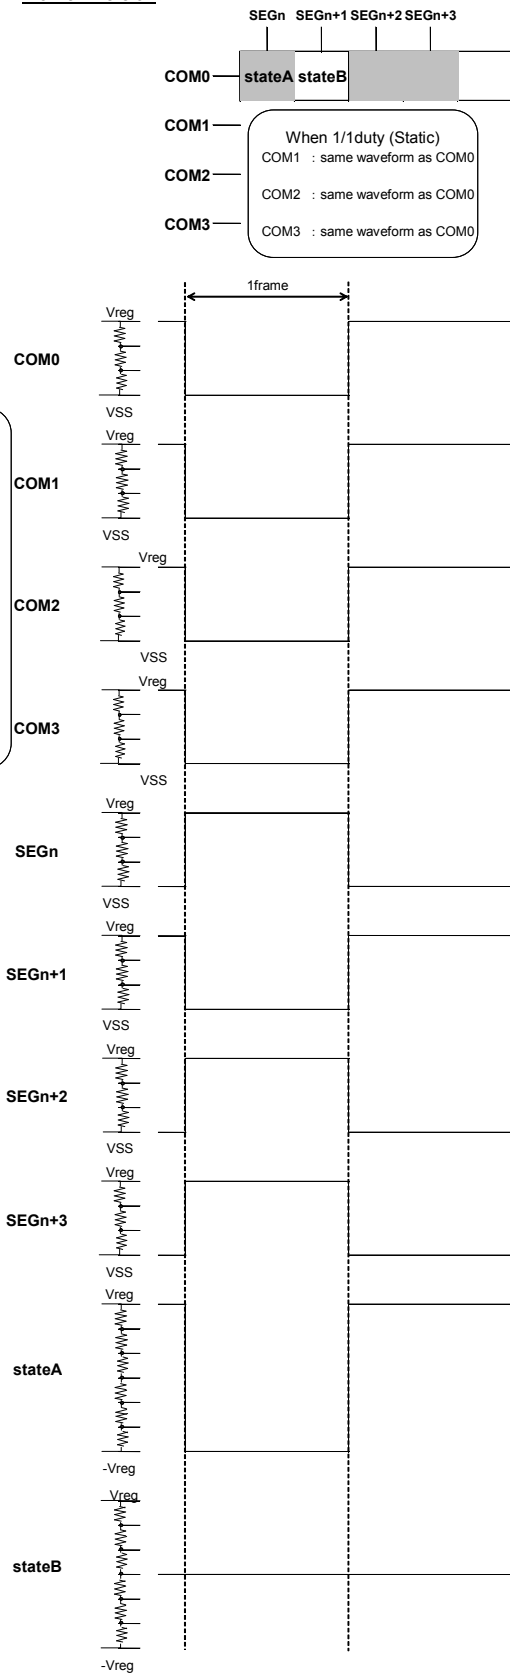 SEGn SEGn+1 SEGn+2 SEGn+3
COM0 stateA stateB
COM1
COM2
COM3
When 1/1duty (Static)
COM1 : same waveform as COM0
COM2 : same waveform as COM0
COM3 : same waveform as COM0
1frame
Vreg
COM0
VSS
Vreg
COM1
VSS
Vreg
COM2
VSS
Vreg
COM3
VSS
Vreg
SEGn
VSS
Vreg
SEGn+1
VSS
Vreg
SEGn+2
VSS
Vreg
SEGn+3
VSS
Vreg
stateA
-Vreg
Vreg
stateB
-Vreg